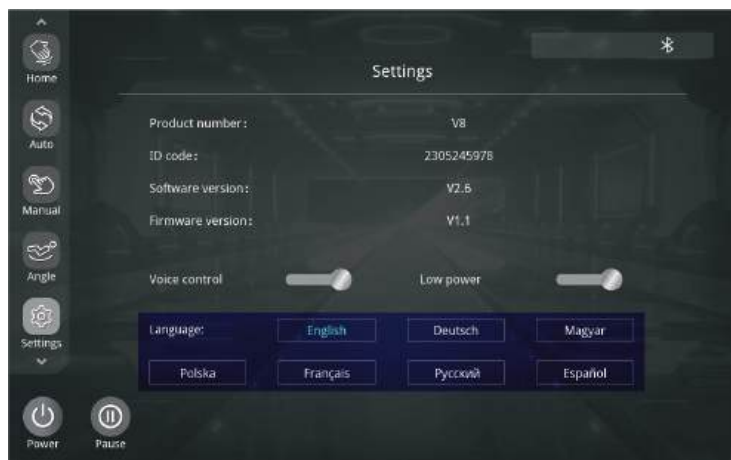 Settings
Home
Auto
Manual
Angle
Settings
Power
Pause
Product number: V8
ID code: 2305245978
Software version: V2.6
Firmware version: V1.1
Voice control
Low power
Language: English Deutsch Magyar
Polska Français Русский Español